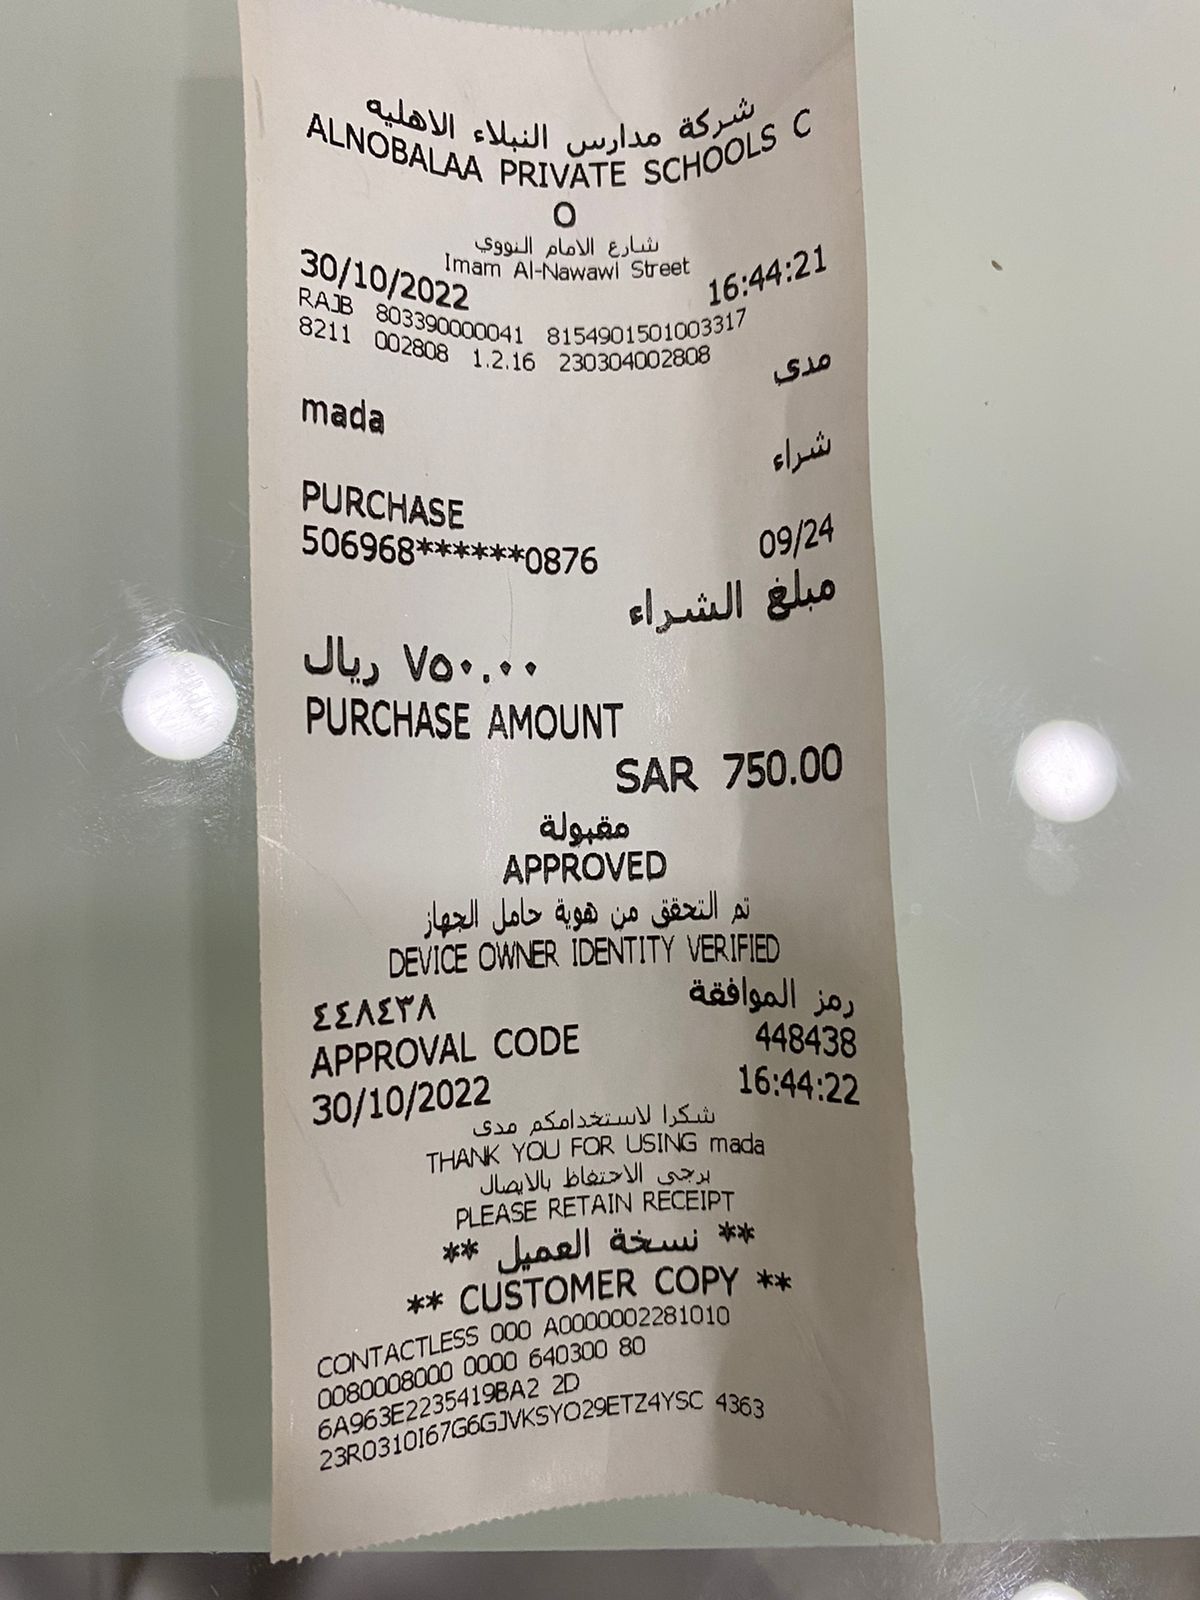 شركة مدارس النبلاء الاهليه
ALNOBALAA PRIVATE SCHOOLS C
O
شارع الامام النووي
Imam Al-Nawawi Street
30/10/2022 16:44:21
RAJB 803390000041 8154901501003317
8211 002808 1.2.16 230304002808
مدى
mada
شراء
PURCHASE
506968******0876 09/24
مبلغ الشراء
٧٥٠.٠٠ ريال
PURCHASE AMOUNT
SAR 750.00
مقبولة
APPROVED
تم التحقق من هوية حامل الجهاز
DEVICE OWNER IDENTITY VERIFIED
رمز الموافقة ٤٤٨٤٣٨
APPROVAL CODE 448438
30/10/2022 16:44:22
شكرا لاستخدامكم مدى
THANK YOU FOR USING mada
يرجى الاحتفاظ بالايصال
PLEASE RETAIN RECEIPT
** نسخة العميل **
** CUSTOMER COPY **
CONTACTLESS 000 A0000002281010
0080008000 0000 640300 80
6A963E2235419BA2 2D
23R0310I67G6GJVKSYO29ETZ4YSC 4363